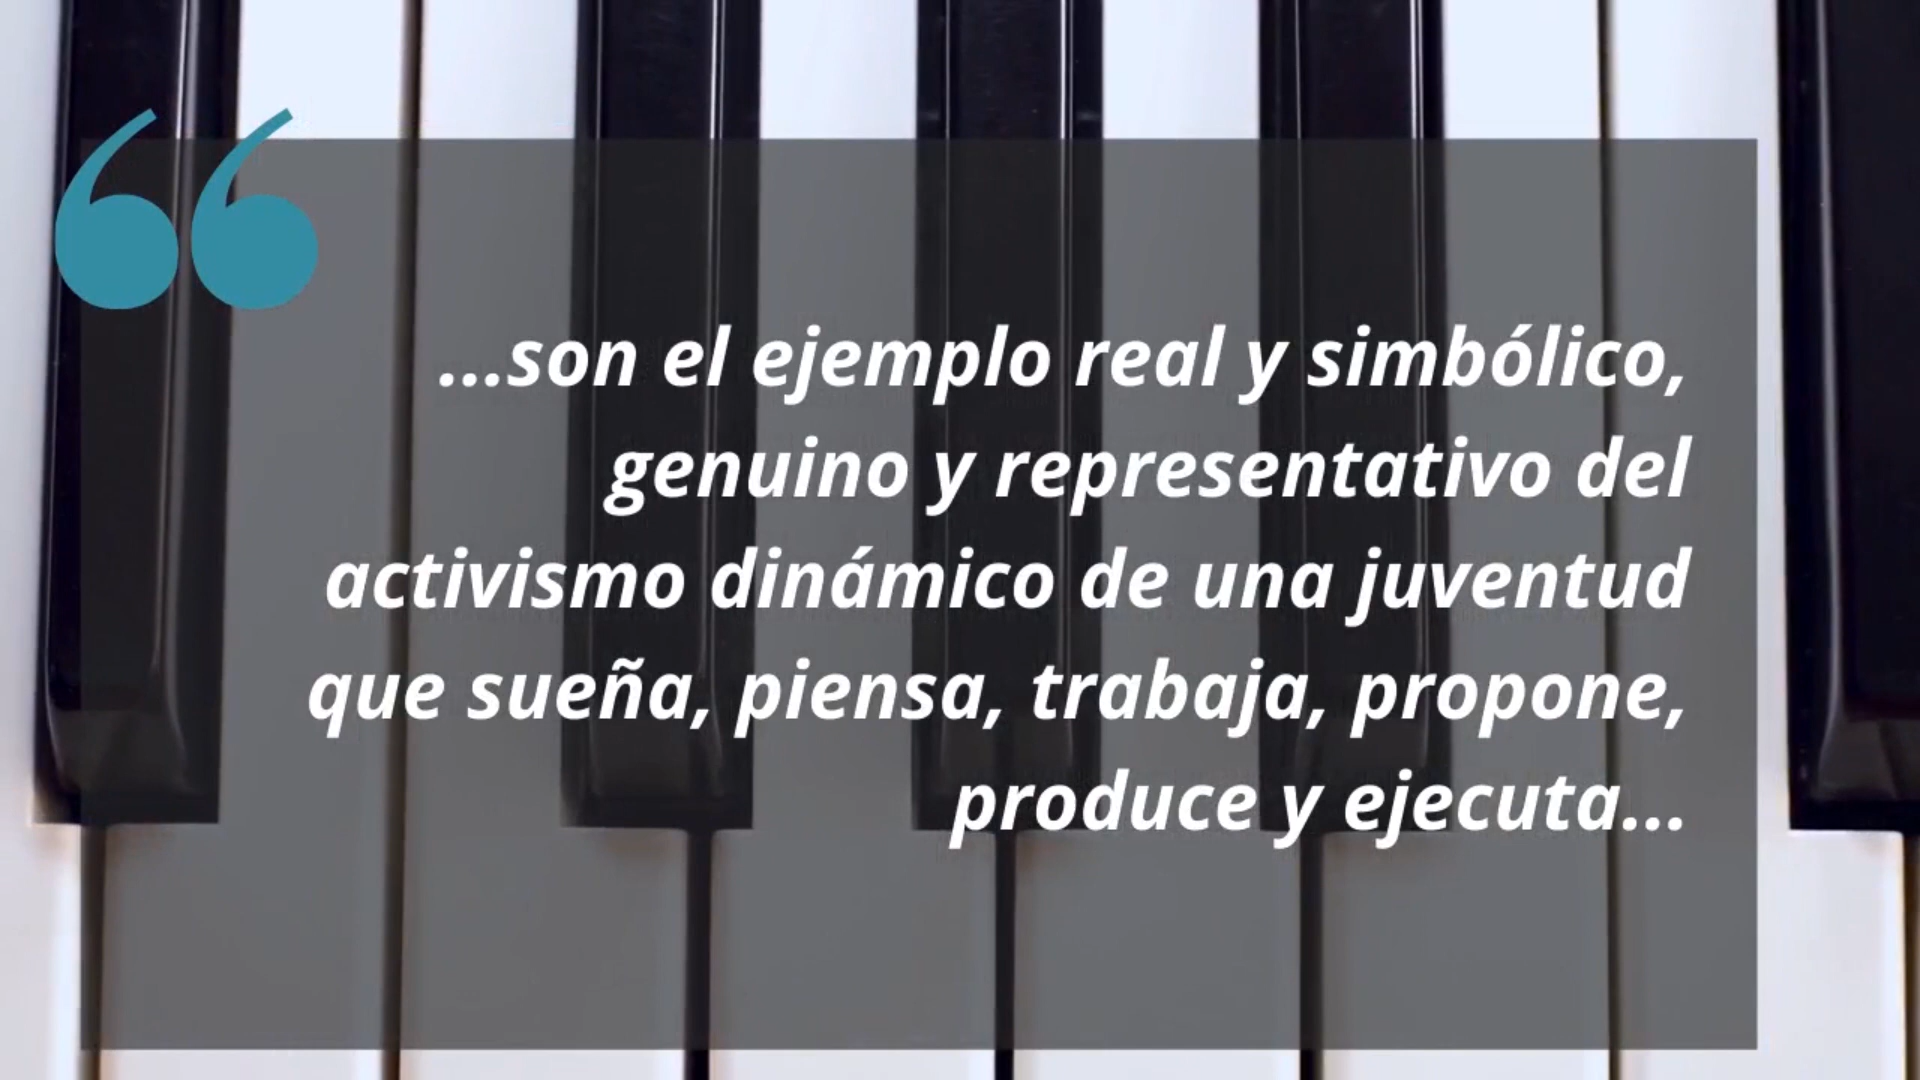 ...son el ejemplo real y simbólico,
genuino y representativo del
activismo dinámico de una juventud
que sueña, piensa, trabaja, propone,
produce y ejecuta...